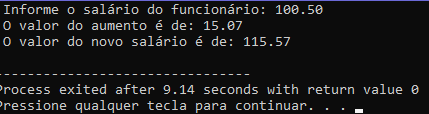 Informe o salário do funcionário: 100.50
O valor do aumento é de: 15.07
O valor do novo salário é de: 115.57
--------------------------------
Process exited after 9.14 seconds with return value 0
Pressione qualquer tecla para continuar. . .